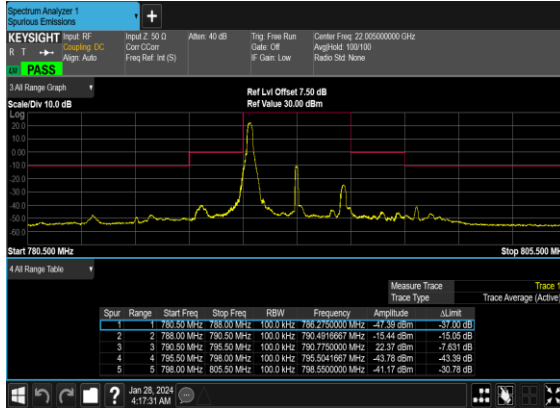 Spectrum Analyzer 1
Spurious Emissions
KEYSIGHT Input: RF Input Z: 50 Ω Atten: 40 dB Trig: Free Run Center Freq: 22.005000000 GHz
R T Coupling: DC Corr CCorr Gate: Off Avg|Hold: 100/100
Align: Auto Freq Ref: Int (S) IF Gain: Low Radio Std: None
PASS
3 All Range Graph
Ref Lvl Offset 7.50 dB
Scale/Div 10.0 dB Ref Value 30.00 dBm
Log
20.0
10.0
0.00
-10.0
-20.0
-30.0
-40.0
-50.0
-60.0
Start 780.500 MHz Stop 805.500 MH
4 All Range Table
Measure Trace Trace 1
Trace Type Trace Average (Active)
Spur Range Start Freq Stop Freq RBW Frequency Amplitude ΔLimit
1 1 780.50 MHz 788.00 MHz 100.0 kHz 786.2750000 MHz -47.39 dBm -37.00 dB
2 2 788.00 MHz 790.50 MHz 100.0 kHz 790.4916667 MHz -15.44 dBm -15.05 dB
3 3 790.50 MHz 795.50 MHz 100.0 kHz 790.7750000 MHz 22.37 dBm -7.631 dB
4 4 795.50 MHz 798.00 MHz 100.0 kHz 795.5041667 MHz -43.78 dBm -43.39 dB
5 5 798.00 MHz 805.50 MHz 100.0 kHz 798.5500000 MHz -41.17 dBm -30.78 dB
Jan 28, 2024
4:17:31 AM